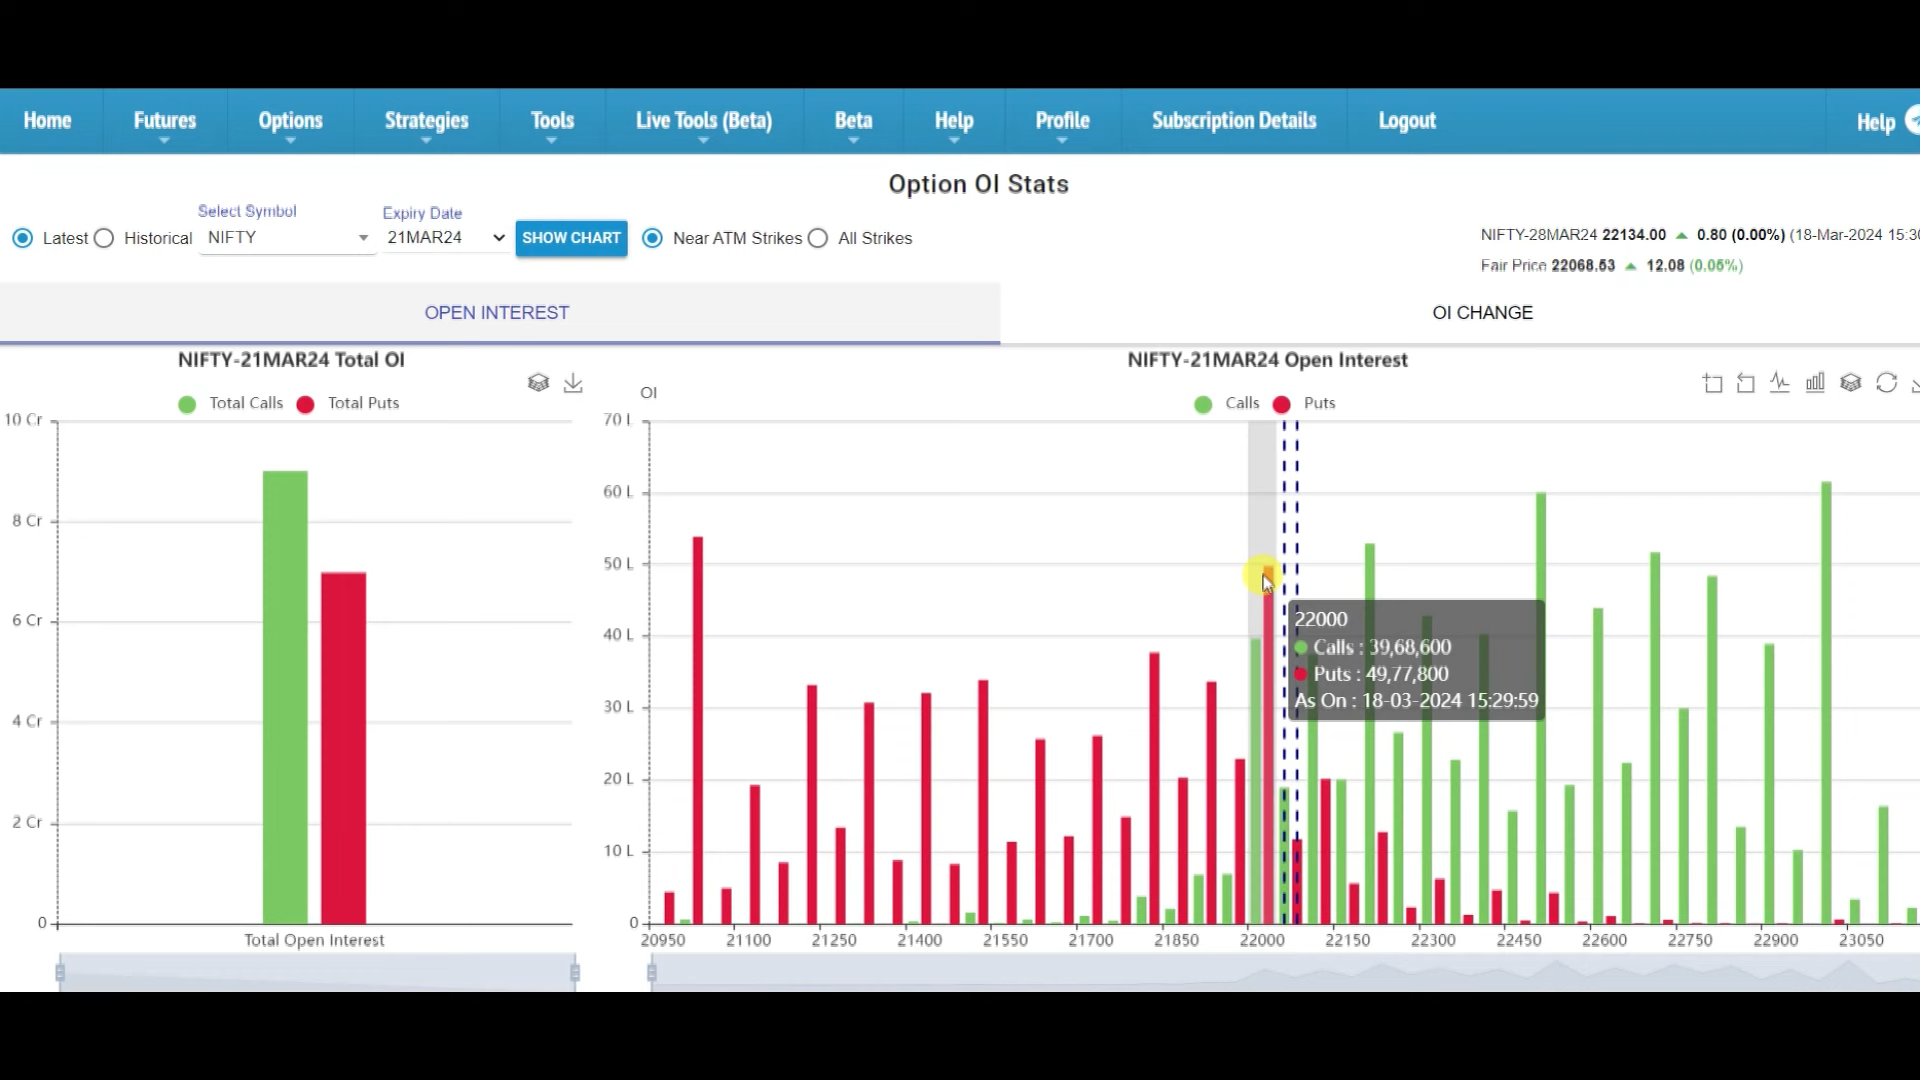 Home Futures Options Strategies Tools Live Tools (Beta) Beta Help Profile Subscription Details Logout Help
Option OI Stats
Select Symbol Expiry Date
Latest Historical NIFTY 21MAR24 SHOW CHART Near ATM Strikes All Strikes
NIFTY-28MAR24 22134.00 ▲ 0.80 (0.00%) (18-Mar-2024 15:30
Fair Price 22068.53 ▲ 12.08 (0.05%)
OPEN INTEREST OI CHANGE
NIFTY-21MAR24 Total OI
Total Calls Total Puts
10 Cr
8 Cr
6 Cr
4 Cr
2 Cr
0
Total Open Interest
NIFTY-21MAR24 Open Interest
OI
Calls Puts
70 L
60 L
50 L
40 L
30 L
20 L
10 L
0
22000
Calls : 39,68,600
Puts : 49,77,800
As On : 18-03-2024 15:29:59
20950 21100 21250 21400 21550 21700 21850 22000 22150 22300 22450 22600 22750 22900 23050